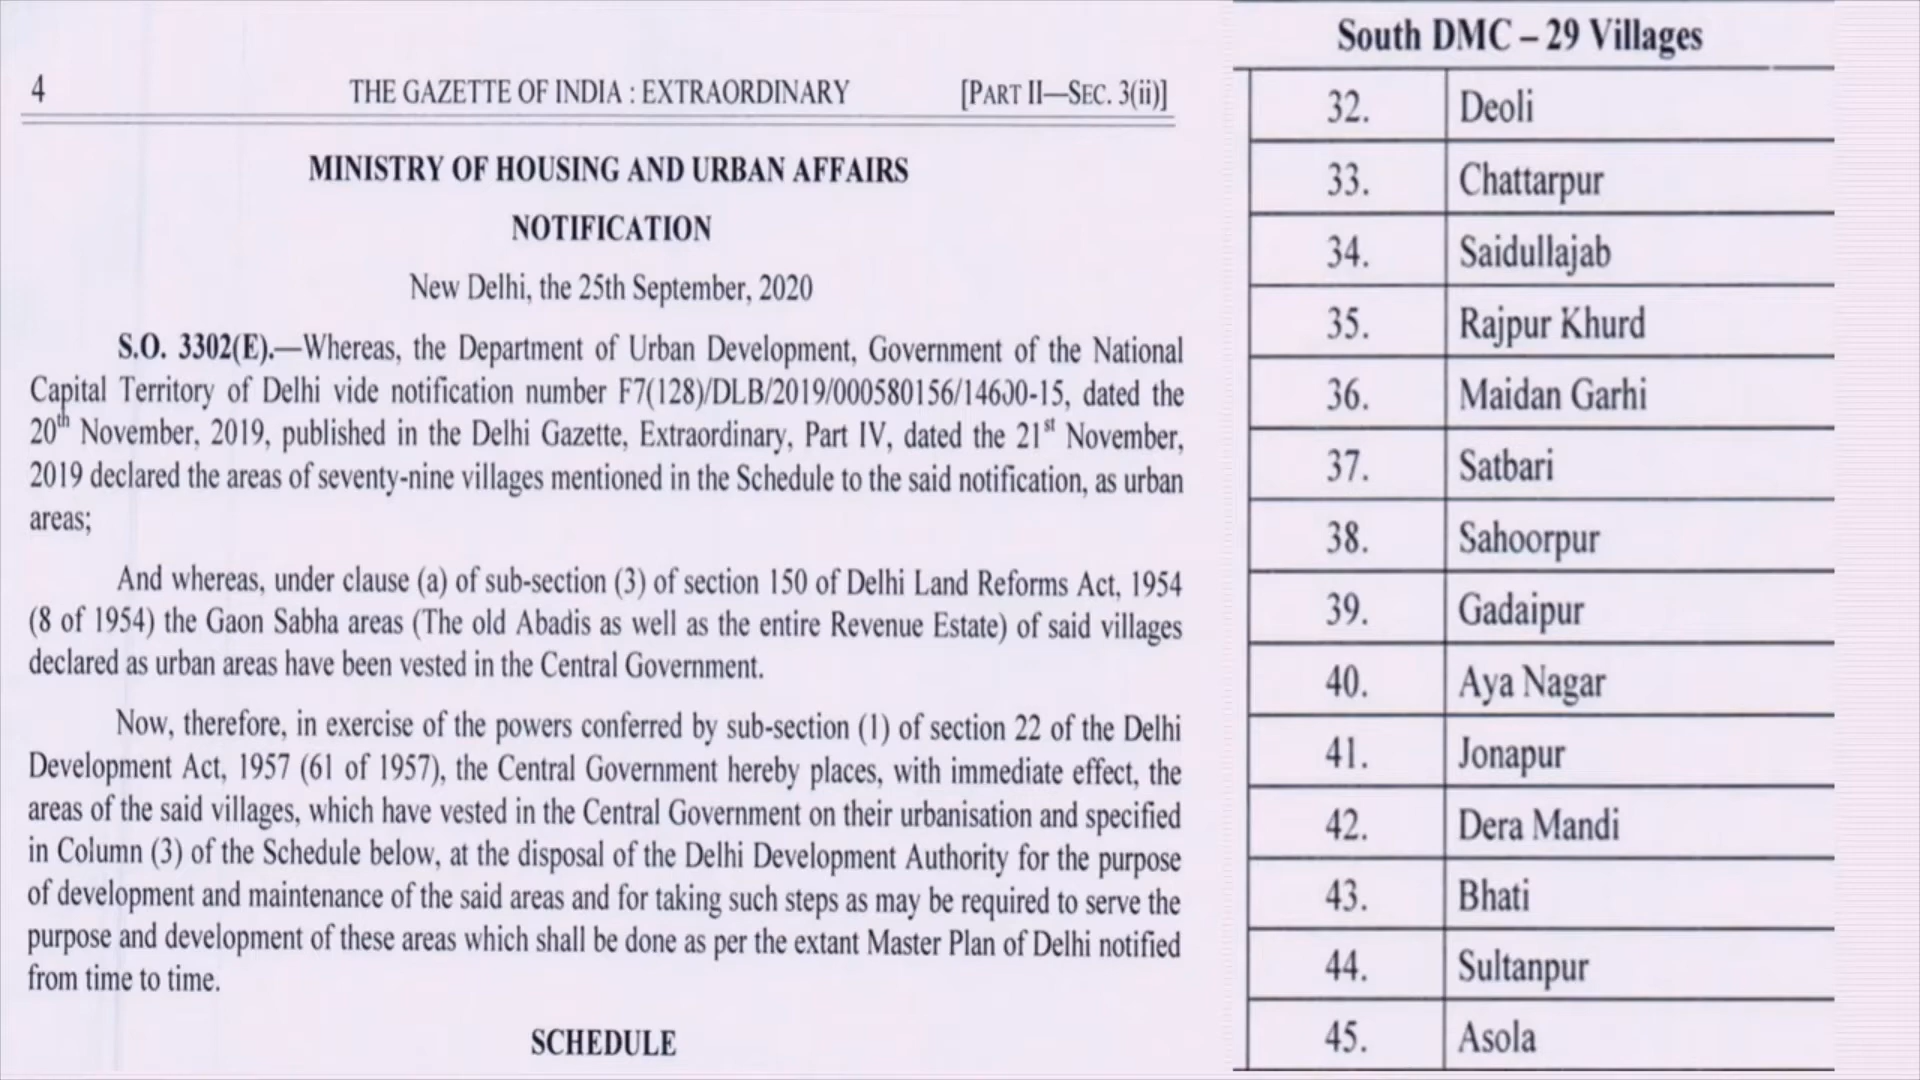 4 THE GAZETTE OF INDIA : EXTRAORDINARY [PART II—SEC. 3(ii)]
MINISTRY OF HOUSING AND URBAN AFFAIRS
NOTIFICATION
New Delhi, the 25th September, 2020
S.O. 3302(E).—Whereas, the Department of Urban Development, Government of the National
Capital Territory of Delhi vide notification number F7(128)/DLB/2019/000580156/14600-15, dated the
20th November, 2019, published in the Delhi Gazette, Extraordinary, Part IV, dated the 21st November,
2019 declared the areas of seventy-nine villages mentioned in the Schedule to the said notification, as urban
areas;
And whereas, under clause (a) of sub-section (3) of section 150 of Delhi Land Reforms Act, 1954
(8 of 1954) the Gaon Sabha areas (The old Abadis as well as the entire Revenue Estate) of said villages
declared as urban areas have been vested in the Central Government.
Now, therefore, in exercise of the powers conferred by sub-section (1) of section 22 of the Delhi
Development Act, 1957 (61 of 1957), the Central Government hereby places, with immediate effect, the
areas of the said villages, which have vested in the Central Government on their urbanisation and specified
in Column (3) of the Schedule below, at the disposal of the Delhi Development Authority for the purpose
of development and maintenance of the said areas and for taking such steps as may be required to serve the
purpose and development of these areas which shall be done as per the extant Master Plan of Delhi notified
from time to time.
SCHEDULE
South DMC – 29 Villages
32. Deoli
33. Chattarpur
34. Saidullajab
35. Rajpur Khurd
36. Maidan Garhi
37. Satbari
38. Sahoorpur
39. Gadaipur
40. Aya Nagar
41. Jonapur
42. Dera Mandi
43. Bhati
44. Sultanpur
45. Asola